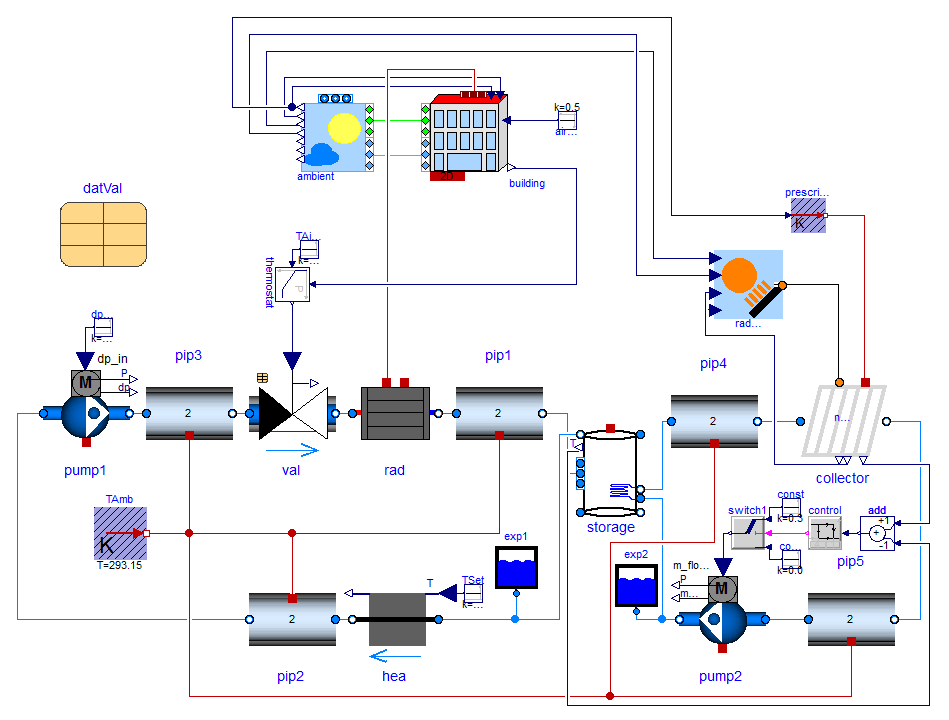 k=0.5
air...
ambient
2D
building
datVal
prescri...
K
TAi...
k=...
thermostat
P
rad...
dp...
k=...
dp_in
M
P
dp
pip3
pip1
pip4
2
2
2
n...
pump1
val
rad
T
storage
collector
TAmb
K
T=293.15
const
k=0.3
switch1
control
add
+1
+
-1
co...
k=0.0
pip5
exp1
exp2
T
TSet
k=...
m_flo...
P
m...
M
2
2
pip2
hea
pump2